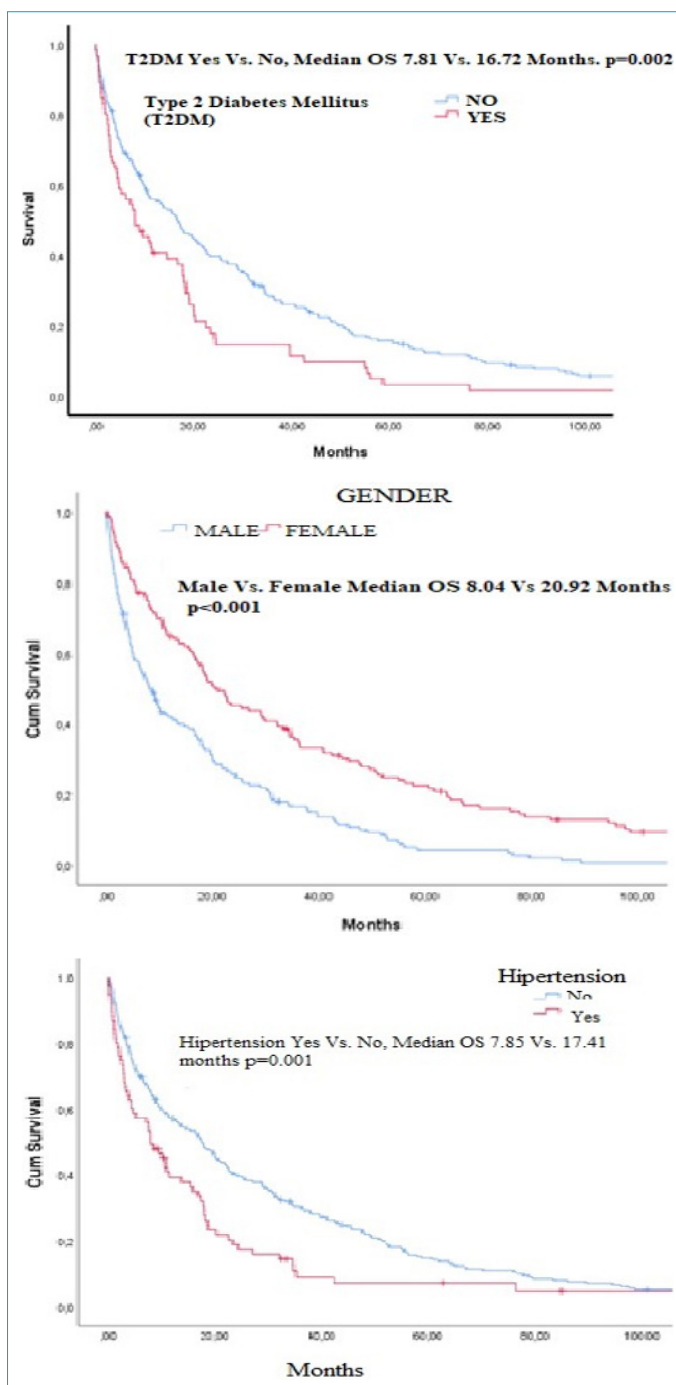 T2DM Yes Vs. No, Median OS 7.81 Vs. 16.72 Months. p=0.002
Type 2 Diabetes Mellitus
(T2DM)
NO
YES
Survival
1,0
0,8
0,6
0,4
0,2
0,0
,00
20,00
40,00
60,00
80,00
100,00
Months
GENDER
MALE FEMALE
Male Vs. Female Median OS 8.04 Vs 20.92 Months
p<0.001
Cum Survival
1,0
0,8
0,6
0,4
0,2
0,0
,00
20,00
40,00
60,00
80,00
100,00
Months
Hipertension
No
Yes
Hipertension Yes Vs. No, Median OS 7.85 Vs. 17.41
months p=0.001
Cum Survival
1,0
0,8
0,6
0,4
0,2
0,0
,00
20,00
40,00
60,00
80,00
100,00
Months